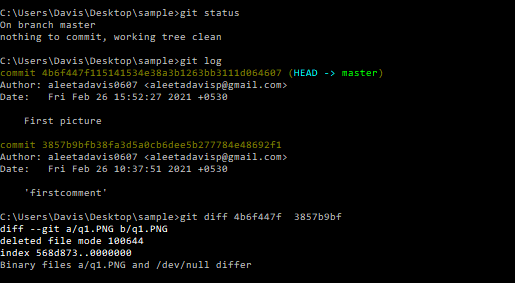 C:\Users\Davis\Desktop\sample>git status
On branch master
nothing to commit, working tree clean
C:\Users\Davis\Desktop\sample>git log
commit 4b6f447f115141534e38a3b1263bb3111d064607 (HEAD -> master)
Author: aleetadavis0607 <aleetadavisp@gmail.com>
Date:   Fri Feb 26 15:52:27 2021 +0530
    First picture
commit 3857b9bfb38fa3d5a0cb6dee5b277784e48692f1
Author: aleetadavis0607 <aleetadavisp@gmail.com>
Date:   Fri Feb 26 10:37:51 2021 +0530
    'firstcomment'
C:\Users\Davis\Desktop\sample>git diff 4b6f447f  3857b9bf
diff --git a/q1.PNG b/q1.PNG
deleted file mode 100644
index 568d873..0000000
Binary files a/q1.PNG and /dev/null differ